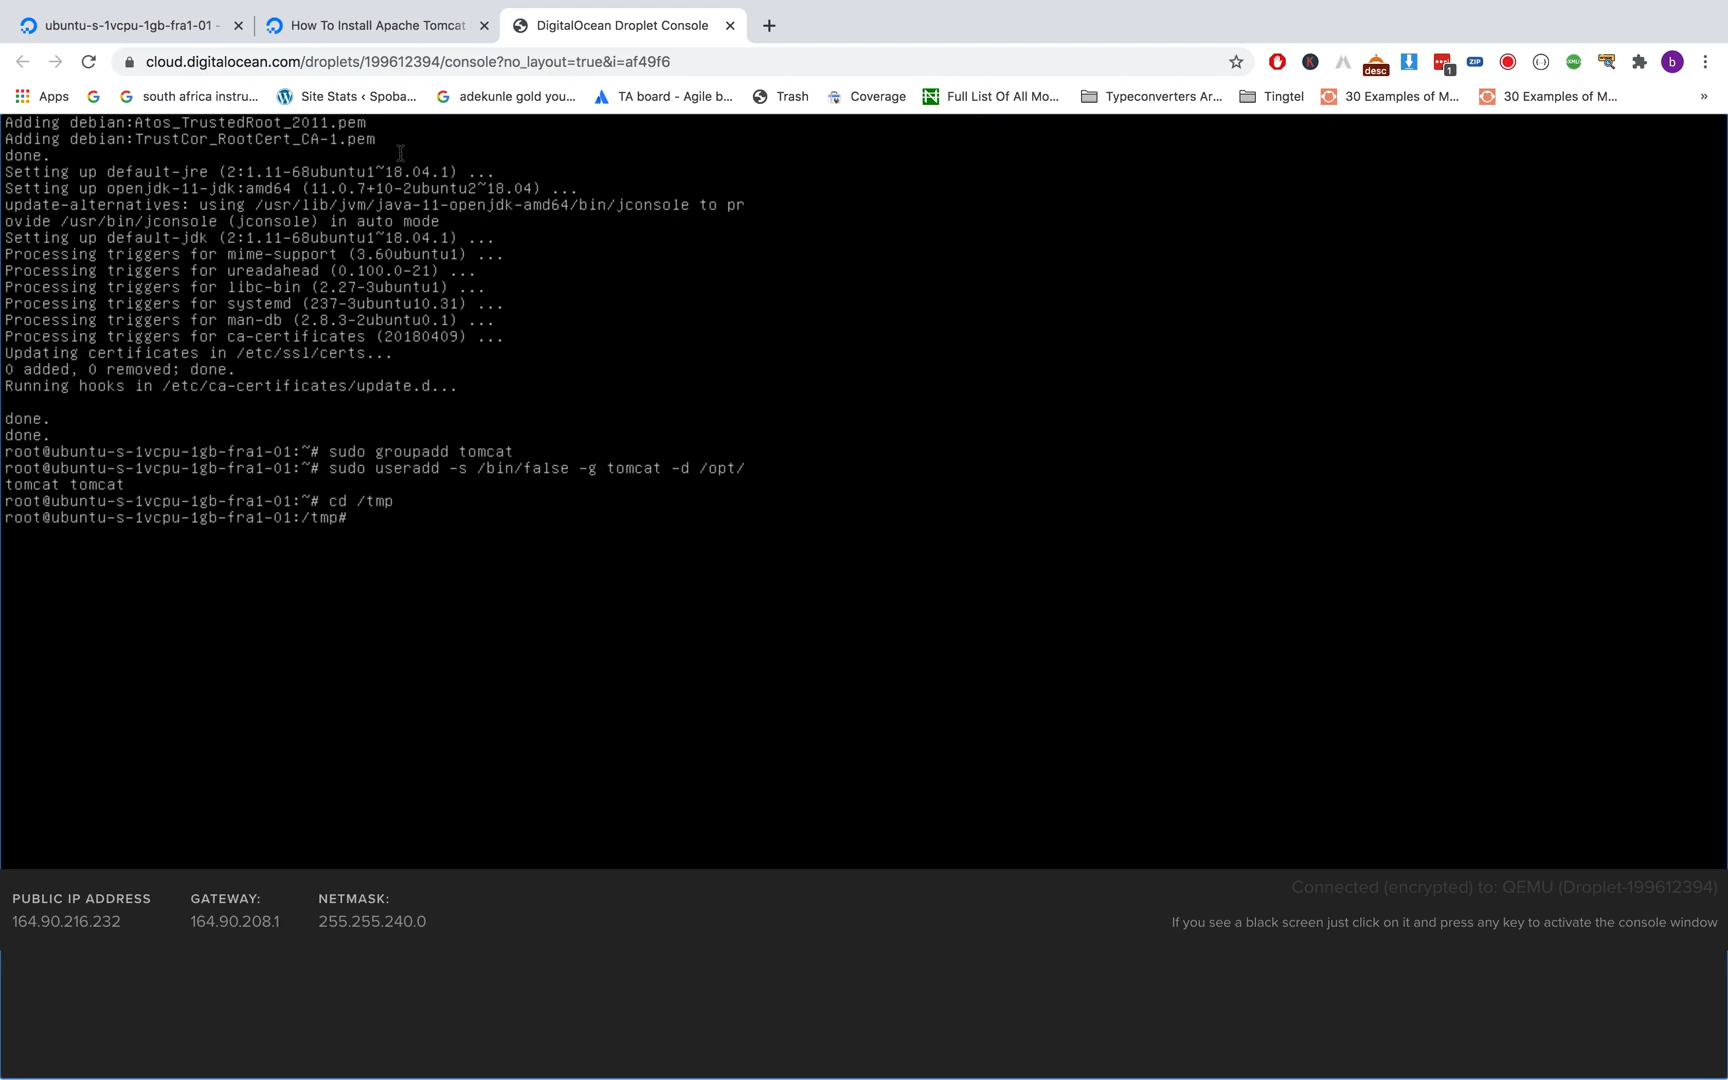 ubuntu-s-1vcpu-1gb-fra1-01 -
How To Install Apache Tomcat
DigitalOcean Droplet Console
cloud.digitalocean.com/droplets/199612394/console?no_layout=true&i=af49f6
desc
1
ZIP
K
b
Apps
south africa instru...
Site Stats ‹ Spoba...
adekunle gold you...
TA board - Agile b...
Trash
Coverage
Full List Of All Mo...
Typeconverters Ar...
Tingtel
30 Examples of M...
30 Examples of M...
»
Adding debian:Atos_TrustedRoot_2011.pem
Adding debian:TrustCor_RootCert_CA-1.pem
done.
Setting up default-jre (2:1.11-68ubuntu1~18.04.1) ...
Setting up openjdk-11-jdk:amd64 (11.0.7+10-2ubuntu2~18.04) ...
update-alternatives: using /usr/lib/jvm/java-11-openjdk-amd64/bin/jconsole to pr
ovide /usr/bin/jconsole (jconsole) in auto mode
Setting up default-jdk (2:1.11-68ubuntu1~18.04.1) ...
Processing triggers for mime-support (3.60ubuntu1) ...
Processing triggers for ureadahead (0.100.0-21) ...
Processing triggers for libc-bin (2.27-3ubuntu1) ...
Processing triggers for systemd (237-3ubuntu10.31) ...
Processing triggers for man-db (2.8.3-2ubuntu0.1) ...
Processing triggers for ca-certificates (20180409) ...
Updating certificates in /etc/ssl/certs...
0 added, 0 removed; done.
Running hooks in /etc/ca-certificates/update.d...
done.
done.
root@ubuntu-s-1vcpu-1gb-fra1-01:~# sudo groupadd tomcat
root@ubuntu-s-1vcpu-1gb-fra1-01:~# sudo useradd -s /bin/false -g tomcat -d /opt/
tomcat tomcat
root@ubuntu-s-1vcpu-1gb-fra1-01:~# cd /tmp
root@ubuntu-s-1vcpu-1gb-fra1-01:/tmp#
Connected (encrypted) to: QEMU (Droplet-199612394)
PUBLIC IP ADDRESS GATEWAY: NETMASK:
164.90.216.232 164.90.208.1 255.255.240.0
If you see a black screen just click on it and press any key to activate the console window